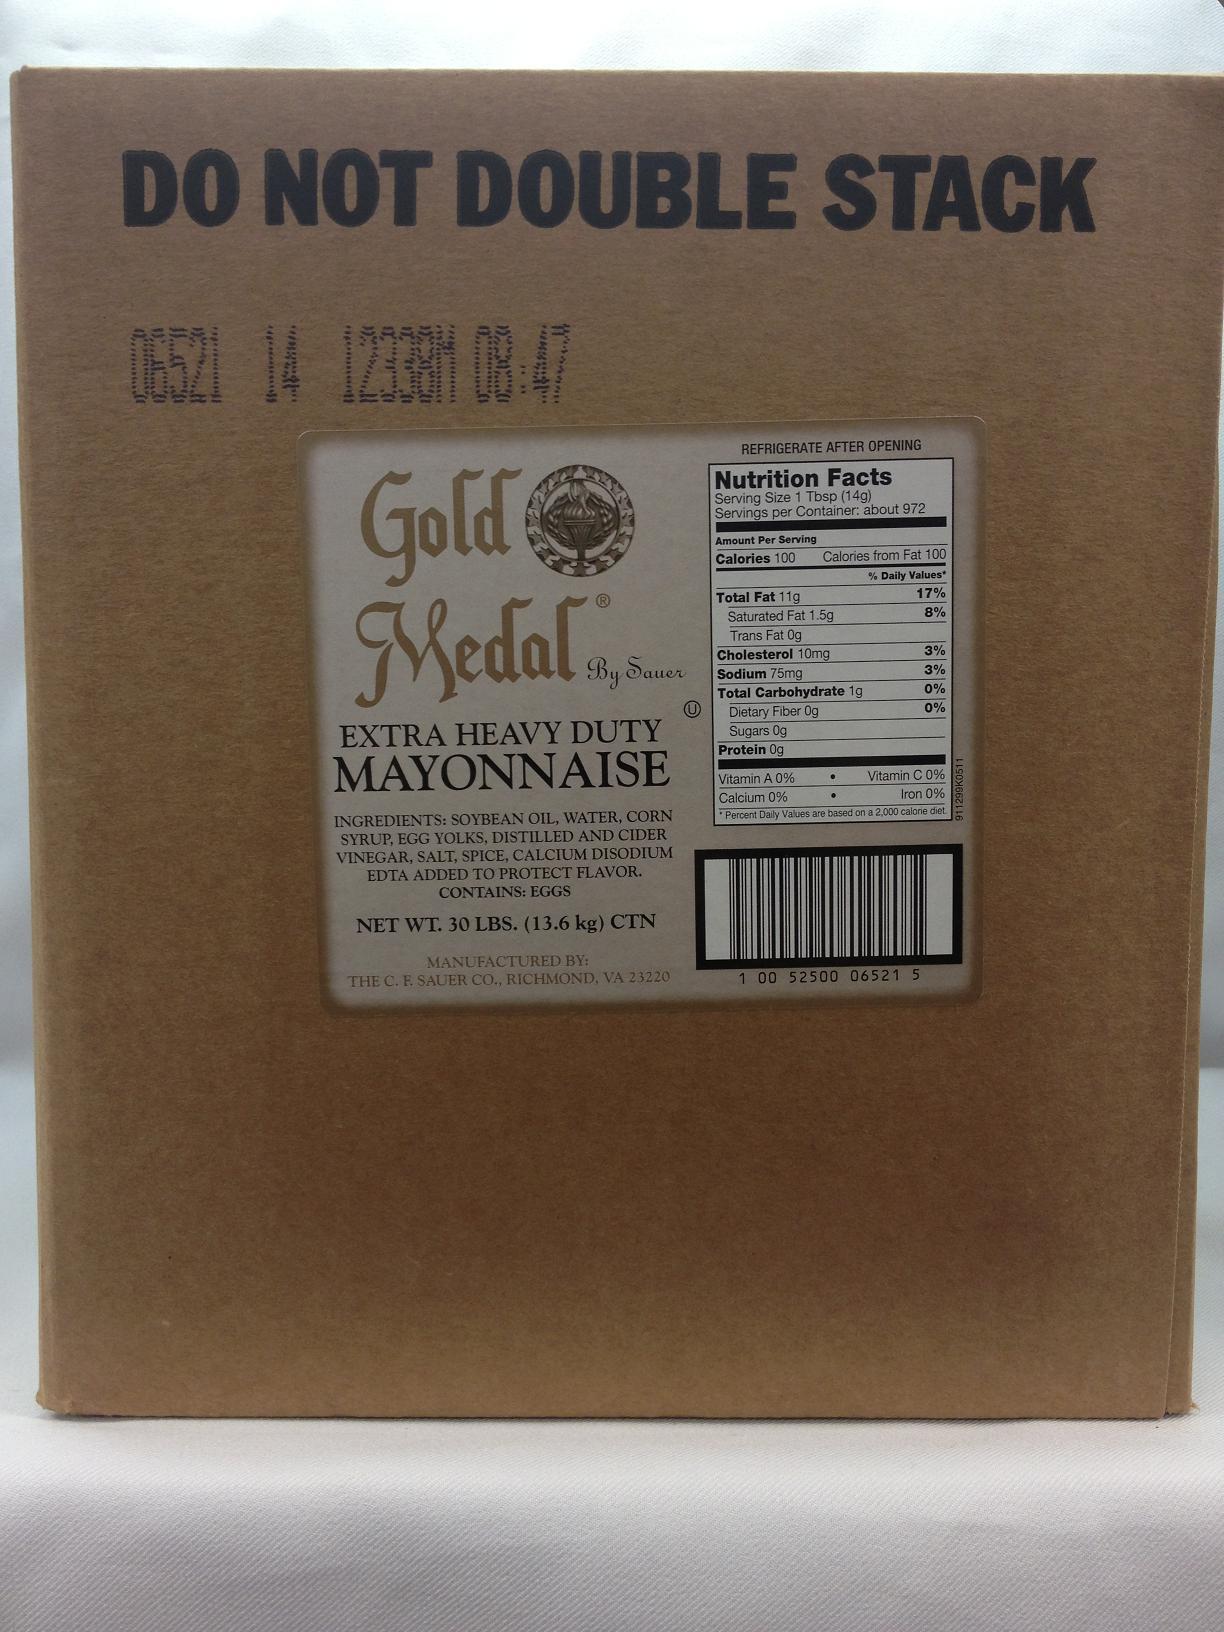 DO NOT DOUBLE STACK
06521
Gold
Medal®
By Sauer
U
EXTRA HEAVY DUTY
MAYONNAISE
INGREDIENTS: SOYBEAN OIL, WATER, CORN
SYRUP, EGG YOLKS, DISTILLED AND CIDER
VINEGAR, SALT, SPICE, CALCIUM DISODIUM
EDTA ADDED TO PROTECT FLAVOR.
CONTAINS: EGGS
NET WT. 30 LBS. (13.6 kg) CTN
MANUFACTURED BY:
THE C. F. SAUER CO., RICHMOND, VA 23220
REFRIGERATE AFTER OPENING
Nutrition Facts
Serving Size 1 Tbsp (14g)
Servings per Container: about 972
Amount Per Serving
Calories 100 Calories from Fat 100
% Daily Values*
Total Fat 11g 17%
Saturated Fat 1.5g 8%
Trans Fat 0g
Cholesterol 10mg 3%
Sodium 75mg 3%
Total Carbohydrate 1g 0%
Dietary Fiber 0g 0%
Sugars 0g
Protein 0g
Vitamin A 0% • Vitamin C 0%
Calcium 0% • Iron 0%
* Percent Daily Values are based on a 2,000 calorie diet.
911299K0511
1 00 52500 06521 5